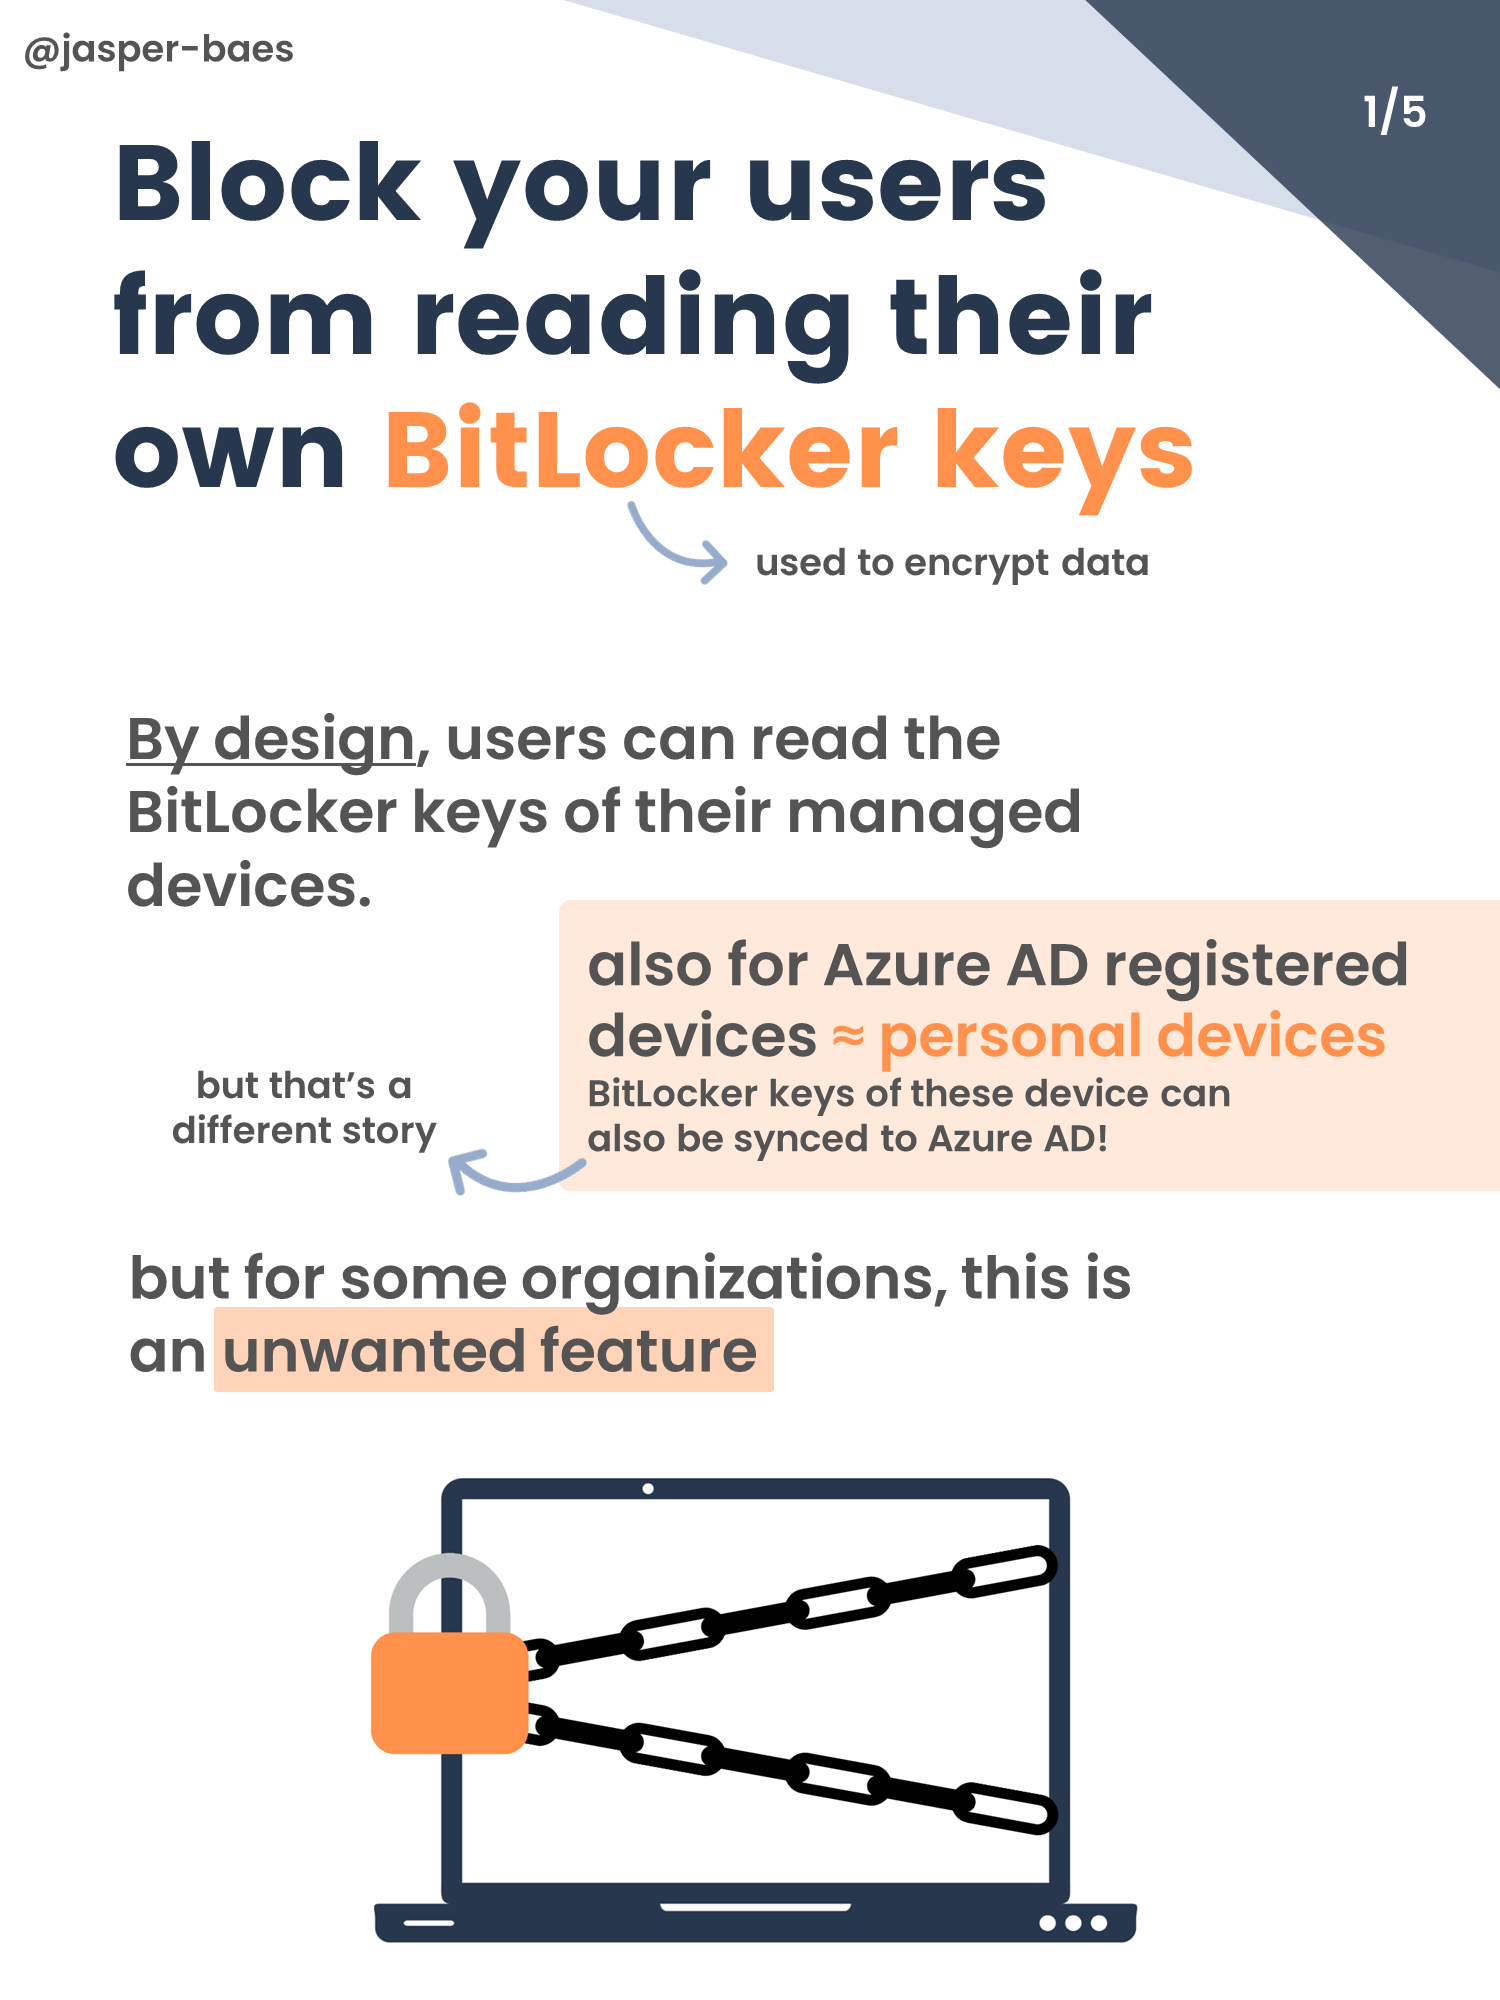 @jasper-baes
1/5
Block your users
from reading their
own BitLocker keys
used to encrypt data
By design, users can read the
BitLocker keys of their managed
devices.
also for Azure AD registered
devices ≈ personal devices
BitLocker keys of these device can
also be synced to Azure AD!
but that’s a
different story
but for some organizations, this is
an unwanted feature